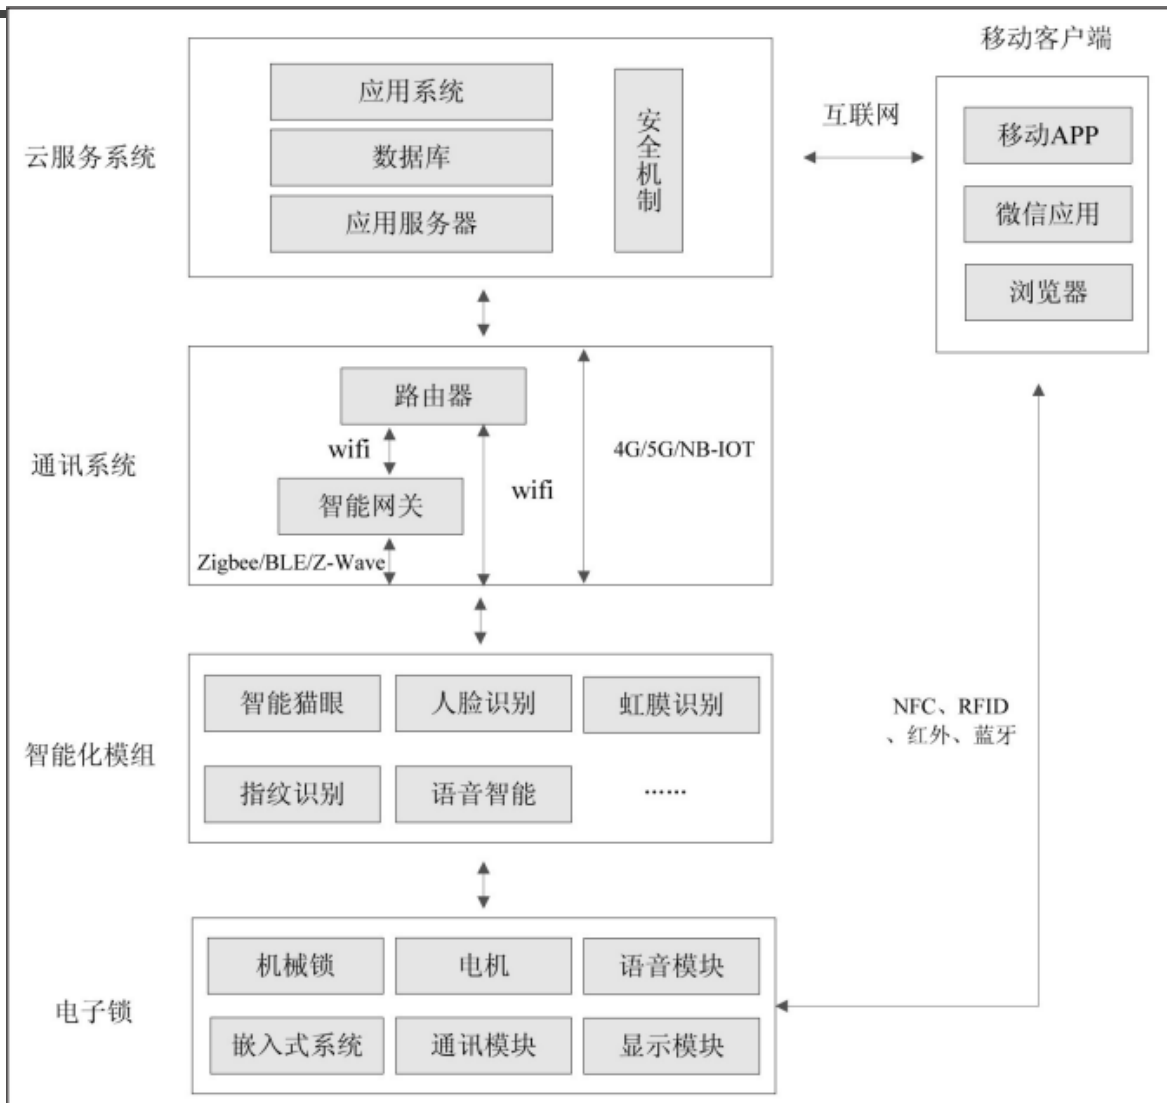 移动客户端
云服务系统
应用系统
数据库
应用服务器
安全机制
互联网
移动APP
微信应用
浏览器
通讯系统
路由器
wifi
智能网关
Zigbee/BLE/Z-Wave
wifi
4G/5G/NB-IOT
智能化模组
智能猫眼
人脸识别
虹膜识别
指纹识别
语音智能
……
NFC、RFID
、红外、蓝牙
电子锁
机械锁
电机
语音模块
嵌入式系统
通讯模块
显示模块